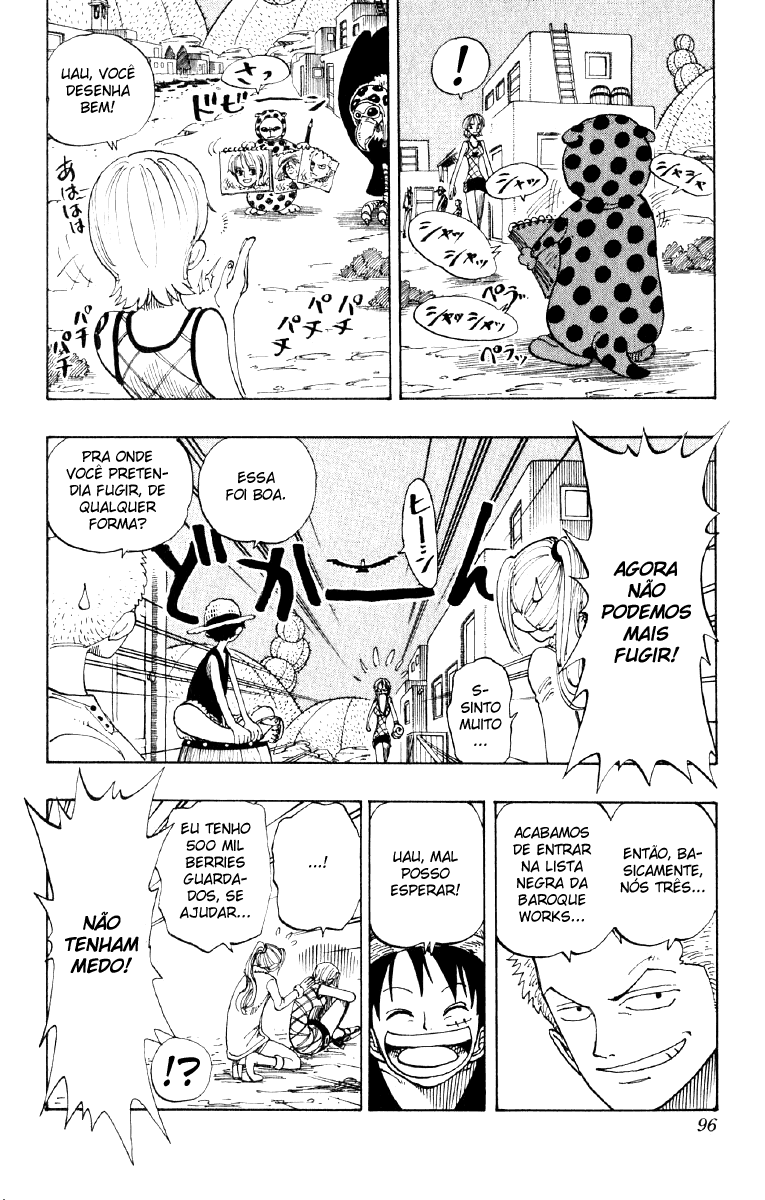 !
シャッ
シャシャ
シャッ
シャッ
シャッシャッ
ペラッ
ペラッ
UAU, VOCÊ
DESENHA
BEM!
さっ
ドビーン
あはははは
パチ
パチ
パチ
パチ
AGORA
NÃO
PODEMOS
MAIS
FUGIR!
S-
SINTO
MUITO
...
ヒーン
どかーん
ESSA
FOI BOA.
PRA ONDE
VOCÊ PRETEN-
DIA FUGIR, DE
QUALQUER
FORMA?
ENTÃO, BA-
SICAMENTE,
NÓS TRÊS...
ACABAMOS
DE ENTRAR
NA LISTA
NEGRA DA
BAROQUE
WORKS...
UAU, MAL
POSSO
ESPERAR!
...!
EU TENHO
500 MIL
BERRIES
GUARDA-
DOS, SE
AJUDAR...
NÃO
TENHAM
MEDO!
!?
96